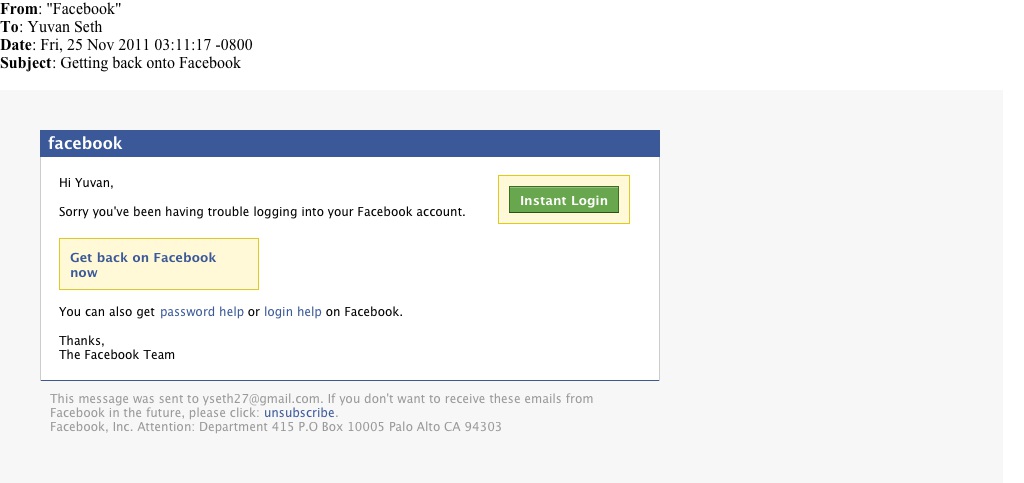 From: "Facebook"
To: Yuvan Seth
Date: Fri, 25 Nov 2011 03:11:17 -0800
Subject: Getting back onto Facebook
facebook
Hi Yuvan,
Instant Login
Sorry you've been having trouble logging into your Facebook account.
Get back on Facebook
now
You can also get password help or login help on Facebook.
Thanks,
The Facebook Team
This message was sent to yseth27@gmail.com. If you don't want to receive these emails from
Facebook in the future, please click: unsubscribe.
Facebook, Inc. Attention: Department 415 P.O Box 10005 Palo Alto CA 94303